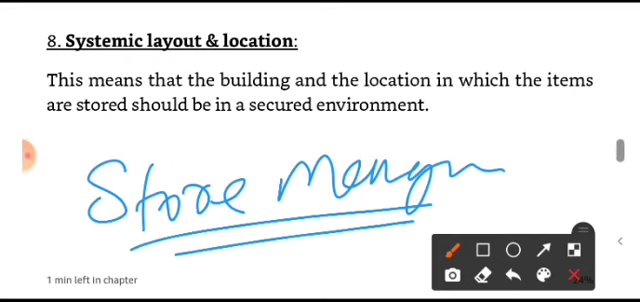 8. Systemic layout & location:
This means that the building and the location in which the items
are stored should be in a secured environment.
Store
1 min left in chapter